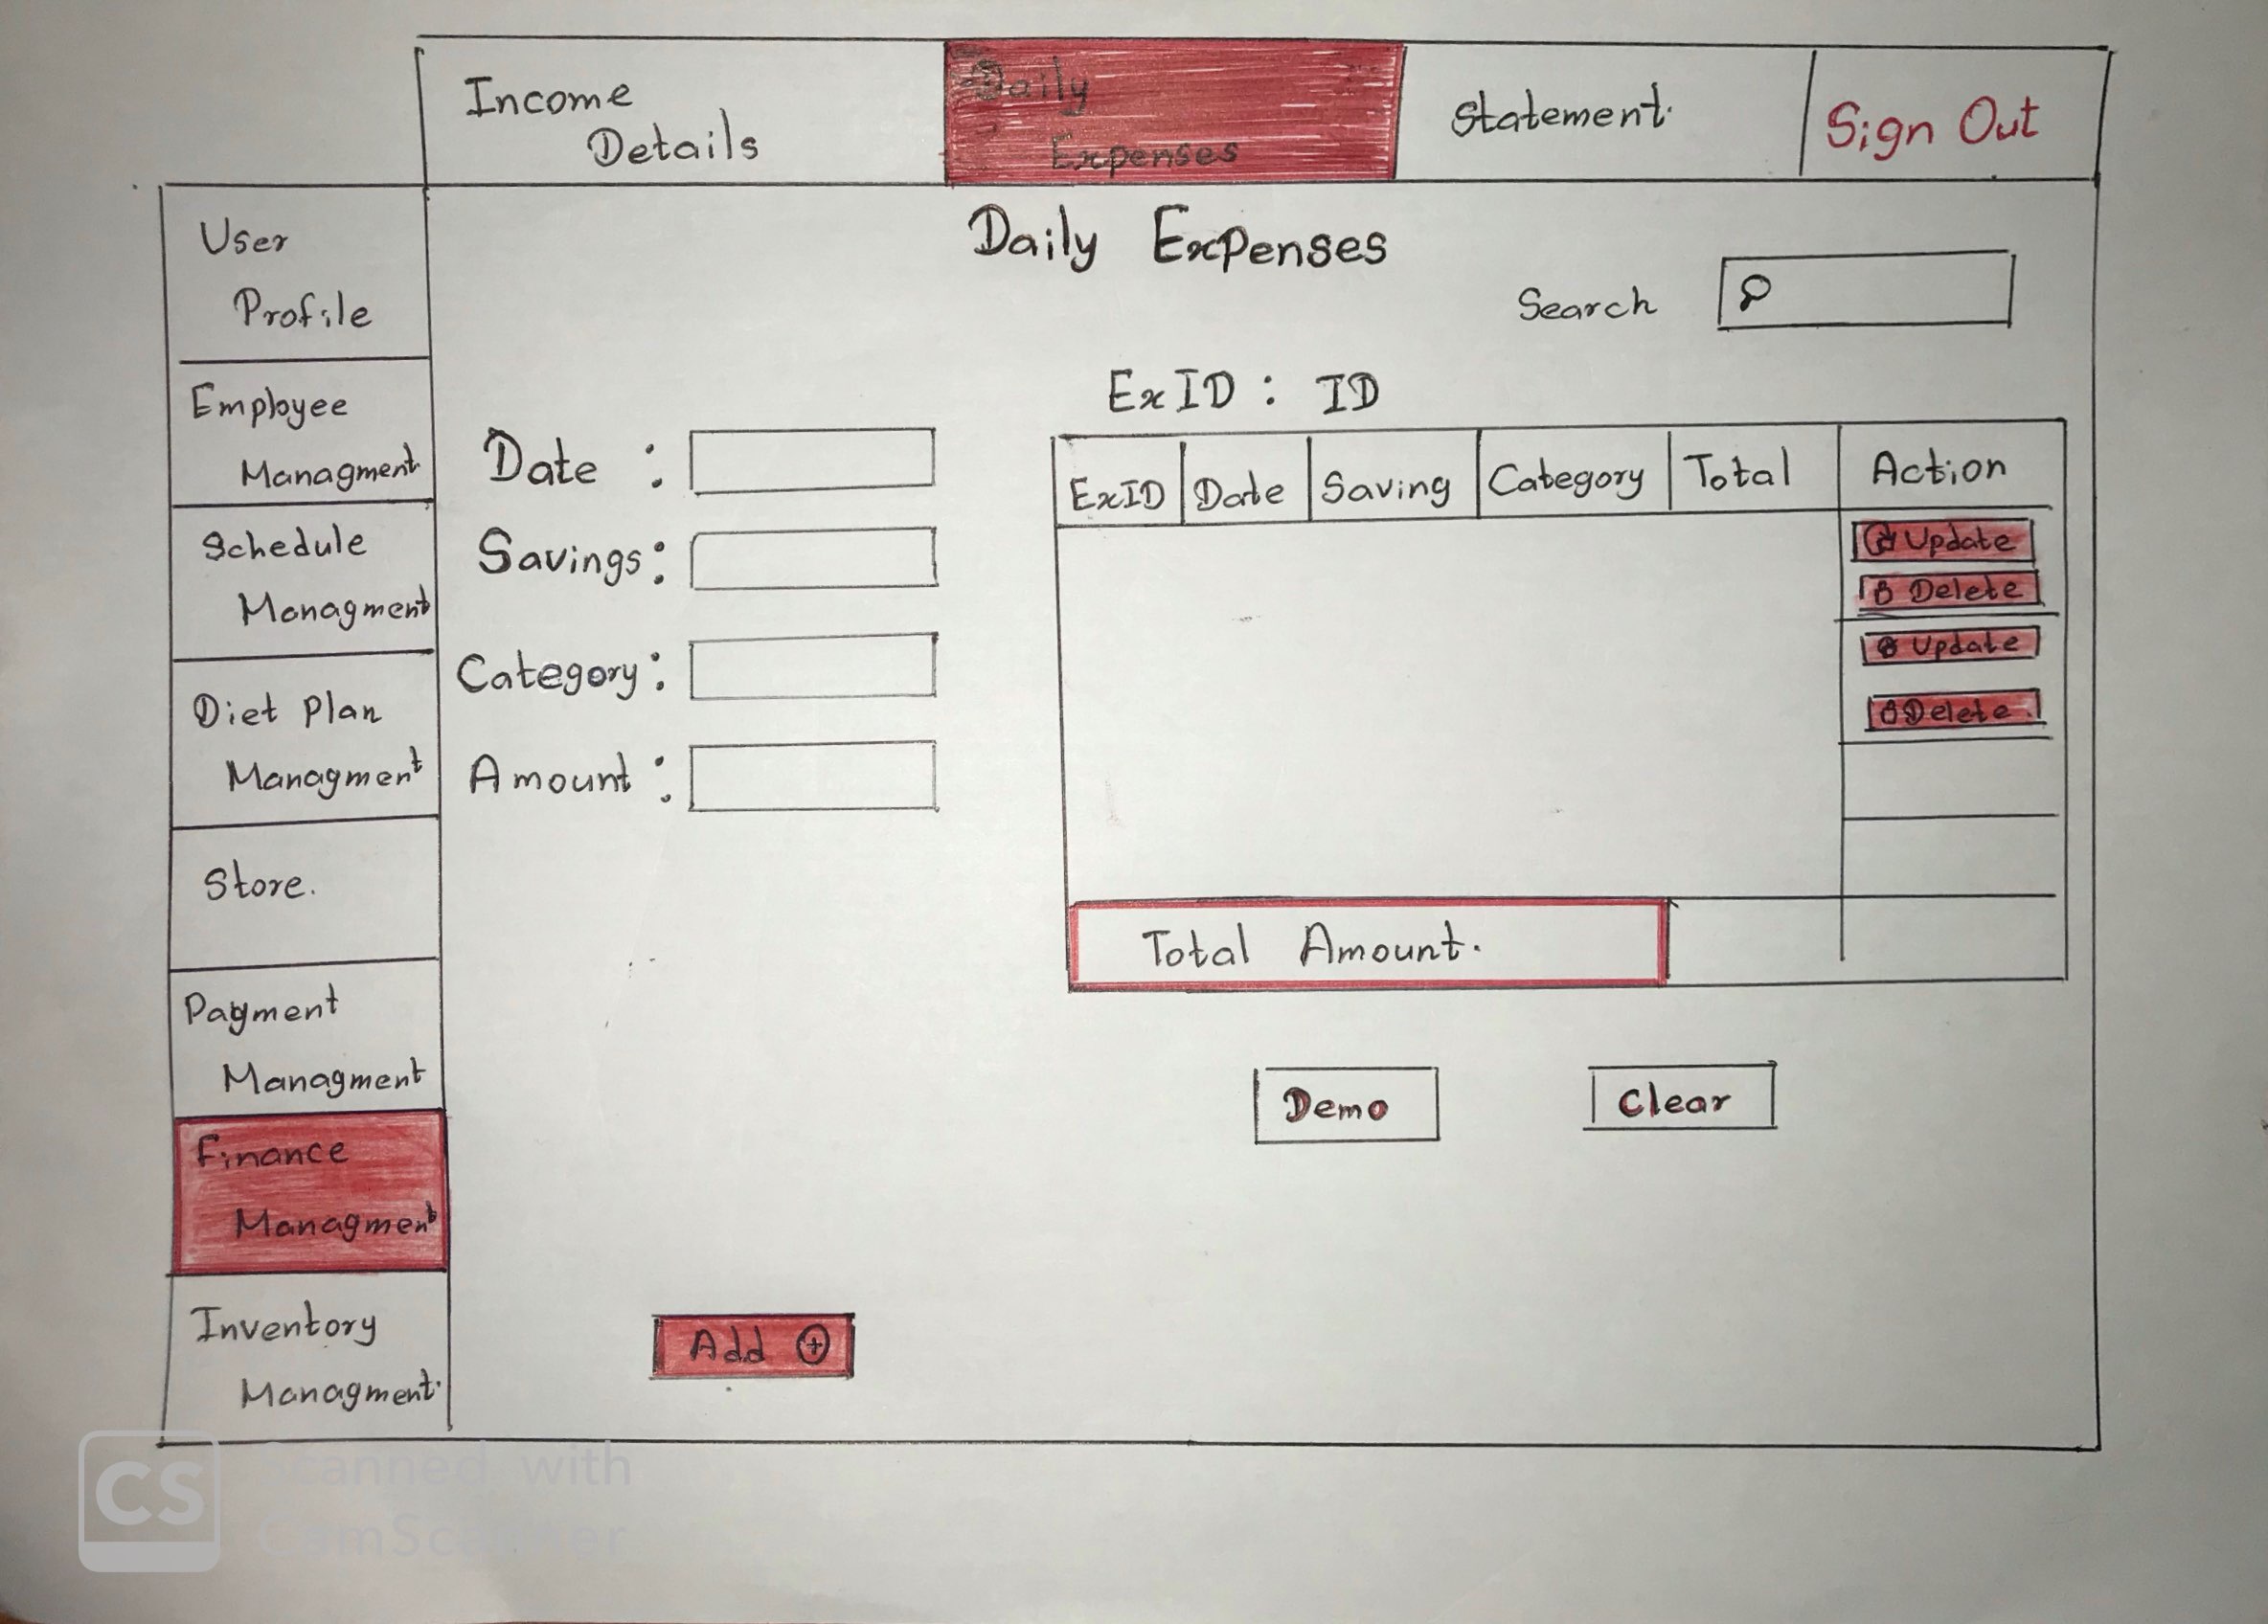 Income
Details
Daily
Expenses
Statement.
Sign Out
User
Profile
Employee
Managment
Schedule
Managment
Diet Plan
Managment
Store.
Payment
Managment
Finance
Managment
Inventory
Managment.
Daily Expenses
Search
ExID : ID
Date :
Savings :
Category :
Amount :
ExID Date Saving Category Total Action
Update
Delete
Update
Delete.
Total Amount.
Demo
Clear
Add
CS
Scanned with
CamScanner